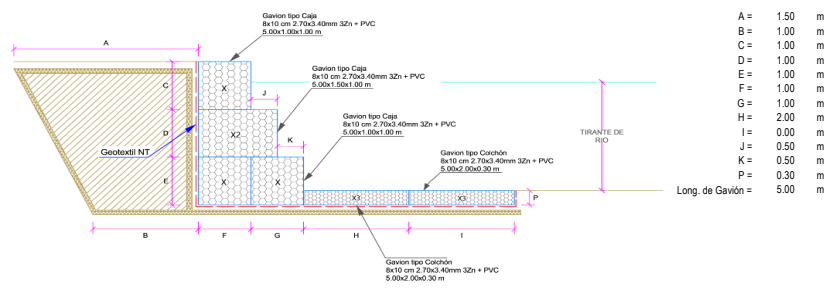 Gavion tipo Caja
8x10 cm 2.70x3.40mm 3Zn + PVC
5.00x1.00x1.00 m
A
Gavion tipo Caja
8x10 cm 2.70x3.40mm 3Zn + PVC
5.00x1.50x1.00 m
C
X
J
Gavion tipo Caja
8x10 cm 2.70x3.40mm 3Zn + PVC
5.00x1.00x1.00 m
D
X2
K
TIRANTE DE
RIO
Geotextil NT
Gavion tipo Colchón
8x10 cm 2.70x3.40mm 3Zn + PVC
5.00x2.00x0.30 m
E
X
X
X3
X3
P
B
F
G
H
I
Gavion tipo Colchón
8x10 cm 2.70x3.40mm 3Zn + PVC
5.00x2.00x0.30 m
A = 1.50 m
B = 1.00 m
C = 1.00 m
D = 1.00 m
E = 1.00 m
F = 1.00 m
G = 1.00 m
H = 2.00 m
I = 0.00 m
J = 0.50 m
K = 0.50 m
P = 0.30 m
Long. de Gavión = 5.00 m